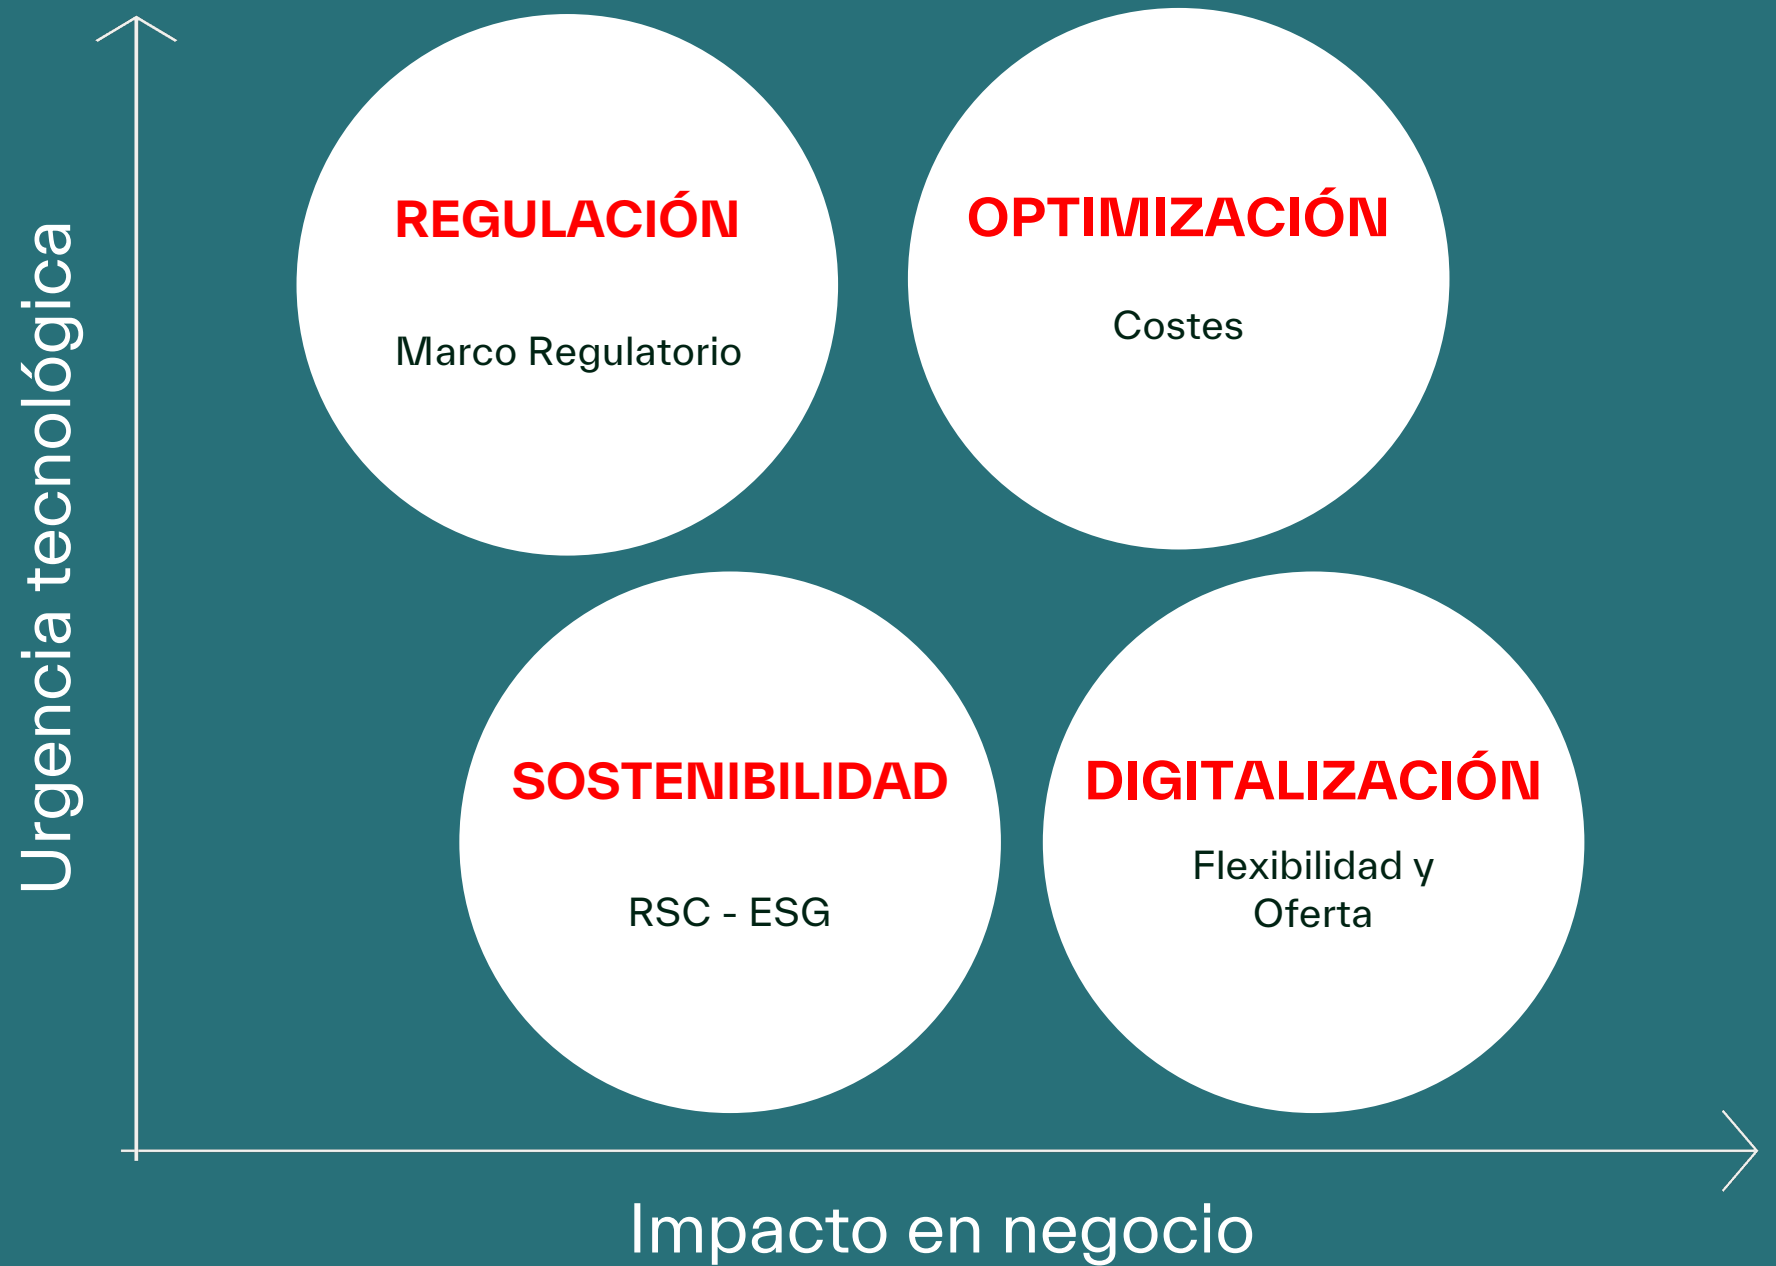 Urgencia tecnológica
REGULACIÓN
Marco Regulatorio
OPTIMIZACIÓN
Costes
SOSTENIBILIDAD
RSC - ESG
DIGITALIZACIÓN
Flexibilidad y
Oferta
Impacto en negocio